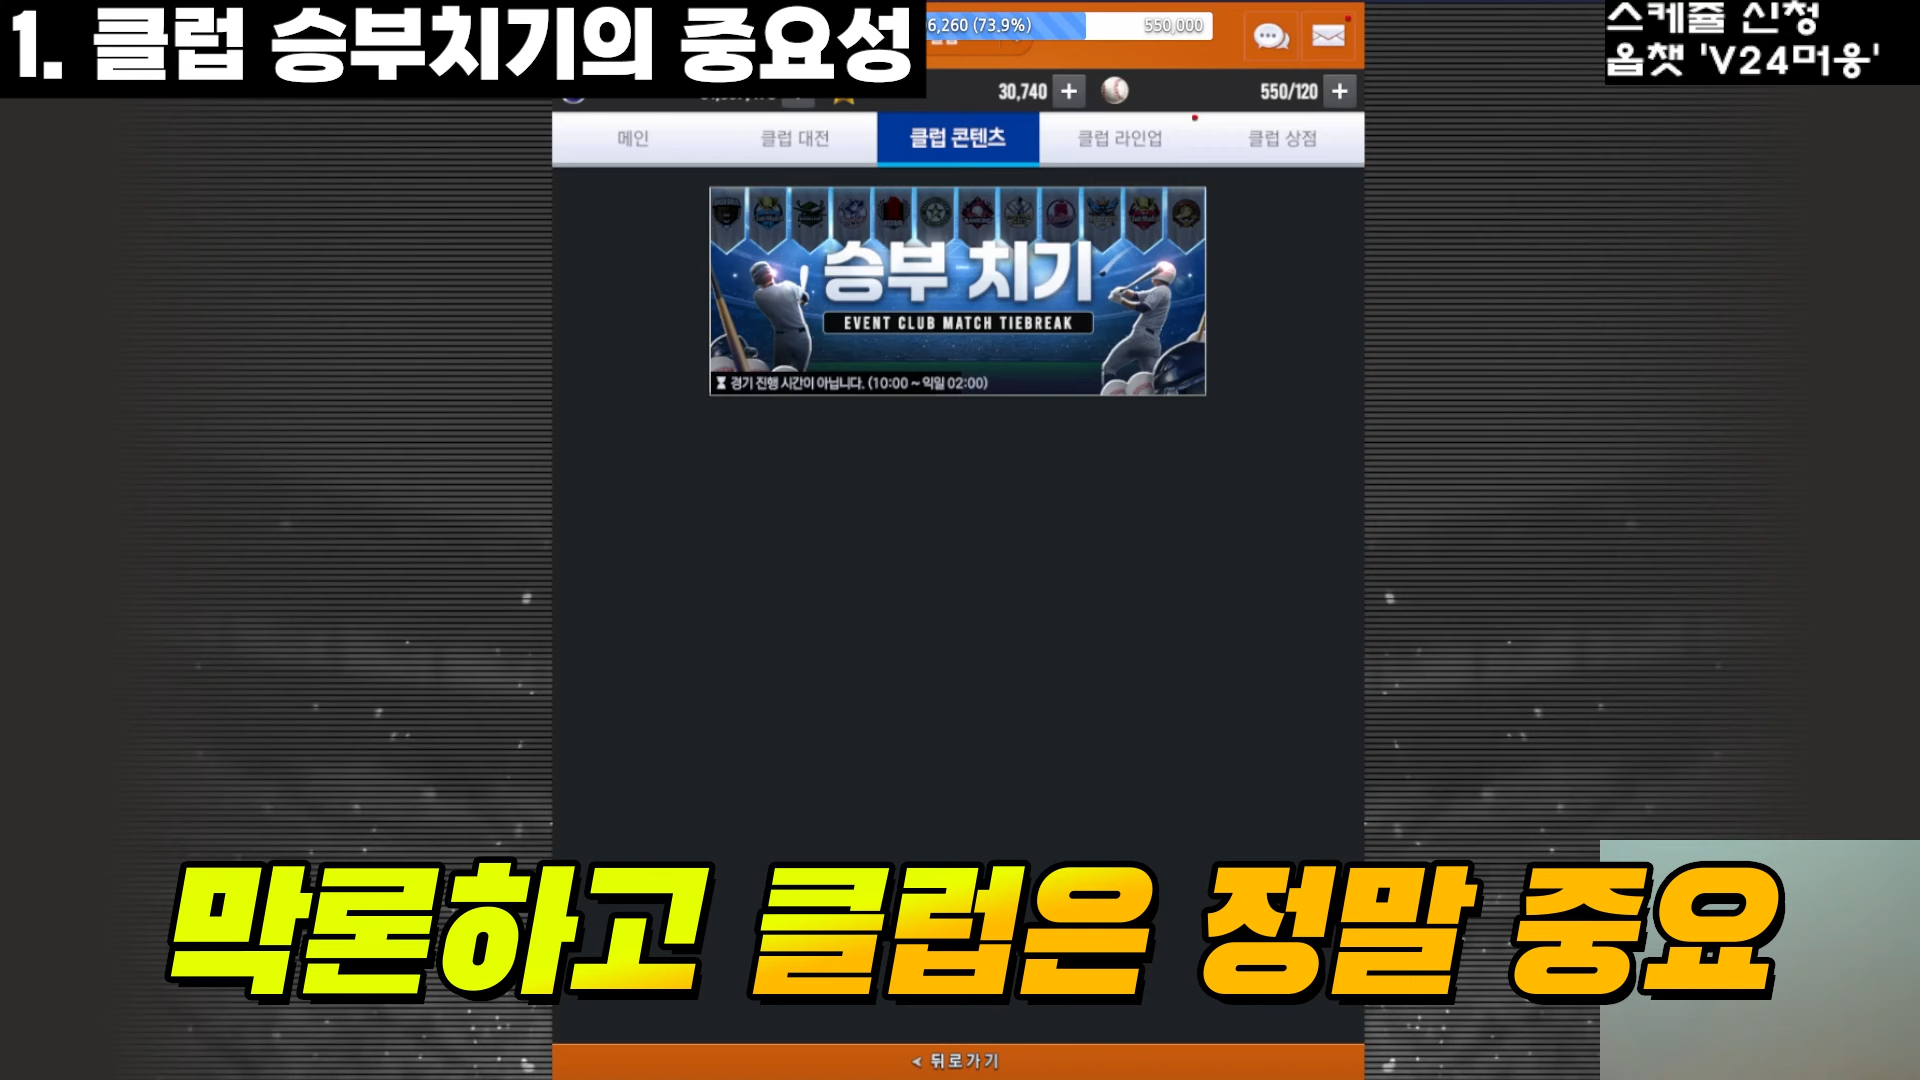 1. 클럽 승부치기의 중요성
6,260 (73.9%)
550,000
스케쥴 신청
옵챗 'V24머웅'
30,740
550/120
메인
클럽 대전
클럽 콘텐츠
클럽 라인업
클럽 상점
승부 치기
EVENT CLUB MATCH TIEBREAK
경기 진행 시간이 아닙니다. (10:00 ~ 익일 02:00)
막론하고 클럽은 정말 중요
< 뒤로가기